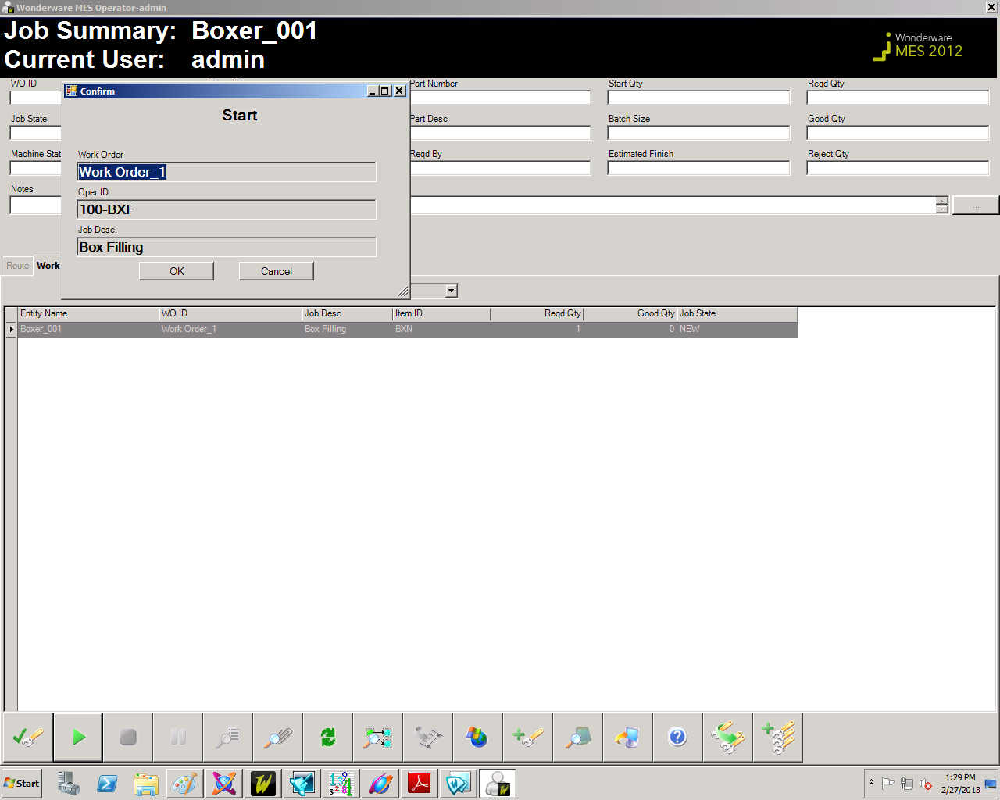 Wonderware MES Operator-admin
Job Summary: Boxer_001
Current User: admin
Wonderware
MES 2012
WO ID
Part Number
Start Qty
Reqd Qty
Confirm
Start
Job State
Part Desc
Batch Size
Good Qty
Machine Stat
Reqd By
Estimated Finish
Reject Qty
Work Order
Work Order_1
Notes
Oper ID
100-BXF
...
Job Desc.
Box Filling
Route
Work
OK
Cancel
Entity Name
WO ID
Job Desc
Item ID
Reqd Qty
Good Qty
Job State
Boxer_001
Work Order_1
Box Filling
BXN
1
0
NEW
Start
1:29 PM
2/27/2013